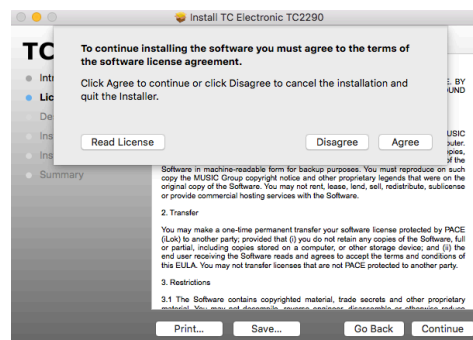 Install TC Electronic TC2290
TC
To continue installing the software you must agree to the terms of
the software license agreement.
Click Agree to continue or click Disagree to cancel the installation and
quit the Installer.
Read License
Disagree
Agree
Summary
BY
Software in machine-readable form for backup purposes. You must reproduce on such
copy the MUSIC Group copyright notice and other proprietary legends that were on the
original copy of the Software. You may not rent, lease, lend, sell, redistribute, sublicense
or provide commercial hosting services with the Software.
2. Transfer
You may make a one-time permanent transfer your software license protected by PACE
(iLok) to another party; provided that (i) you do not retain any copies of the Software, full
or partial, including copies stored on a computer, or other storage device; and (ii) the
end user receiving the Software reads and agrees to accept the terms and conditions of
this EULA. You may not transfer licenses that are not PACE protected to another party.
3. Restrictions
3.1 The Software contains copyrighted material, trade secrets and other proprietary
Print...
Save...
Go Back
Continue